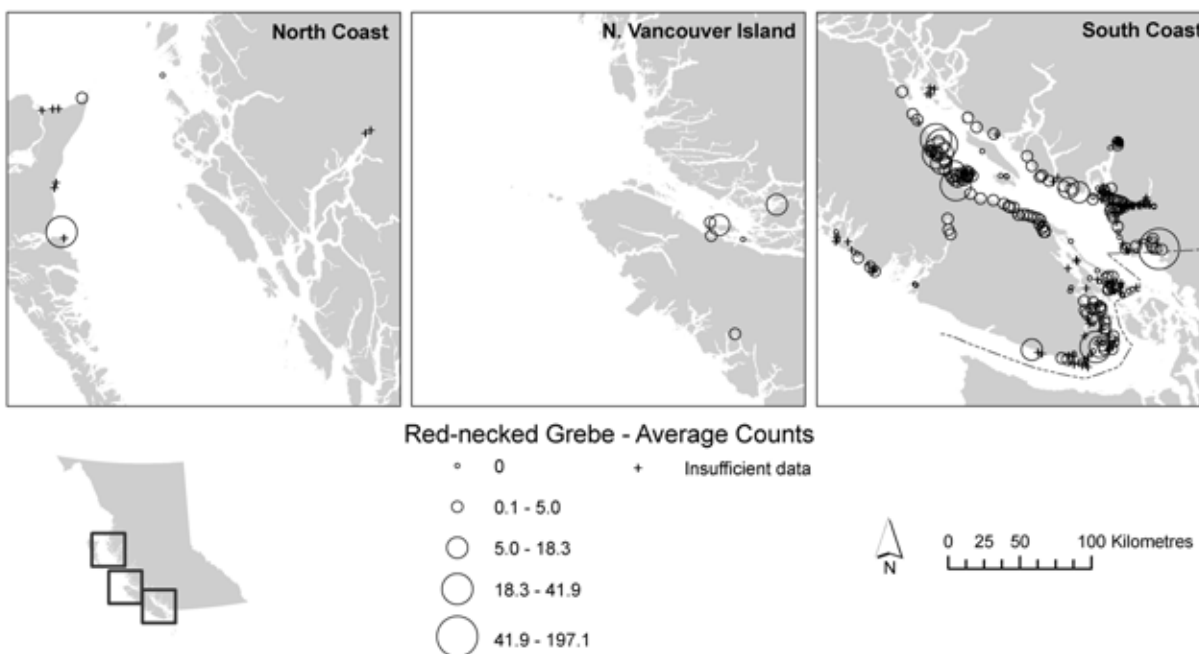 North Coast
N. Vancouver Island
South Coast
Red-necked Grebe - Average Counts
0
+ Insufficient data
0.1 - 5.0
5.0 - 18.3
18.3 - 41.9
41.9 - 197.1
N
0 25 50 100 Kilometres